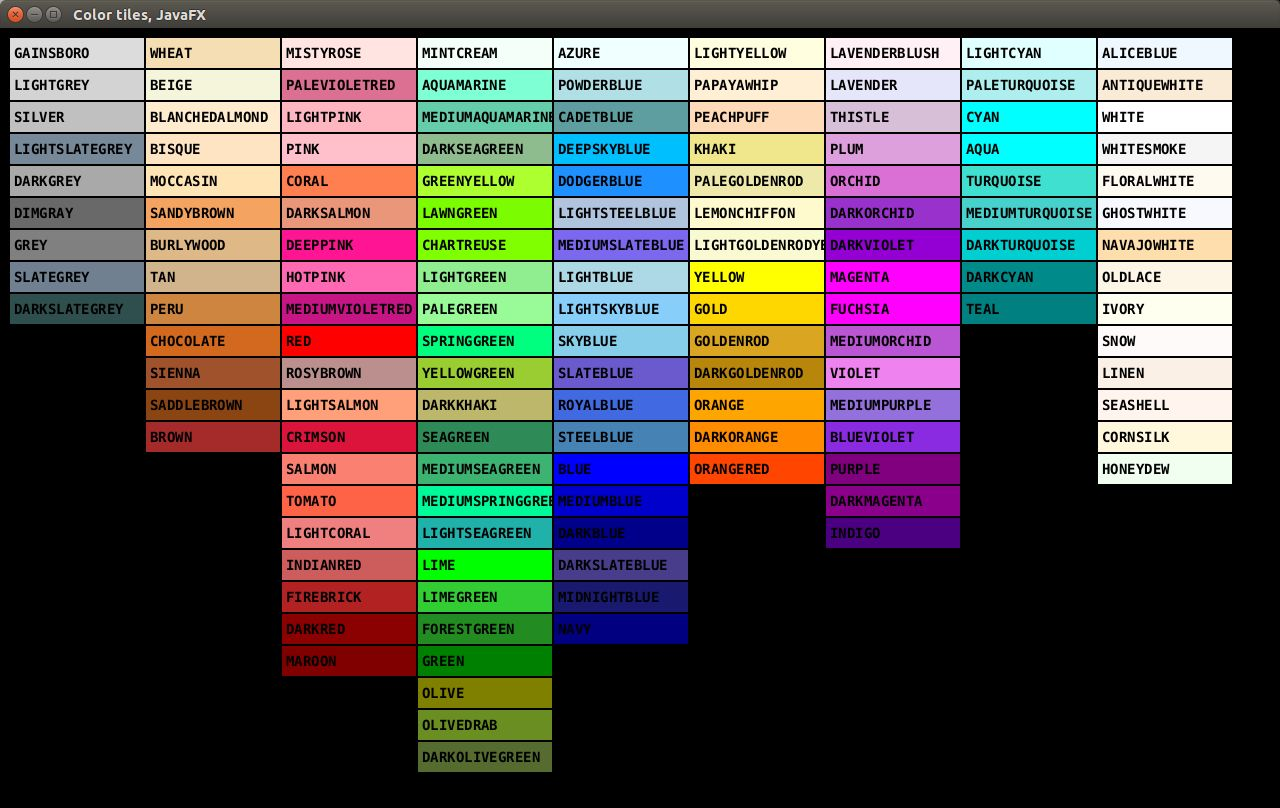 Color tiles, JavaFX
GAINSBORO WHEAT MISTYROSE MINTCREAM AZURE LIGHTYELLOW LAVENDERBLUSH LIGHTCYAN ALICEBLUE
LIGHTGREY BEIGE PALEVIOLETRED AQUAMARINE POWDERBLUE PAPAYAWHIP LAVENDER PALETURQUOISE ANTIQUEWHITE
SILVER BLANCHEDALMOND LIGHTPINK MEDIUMAQUAMARINE CADETBLUE PEACHPUFF THISTLE CYAN WHITE
LIGHTSLATEGREY BISQUE PINK DARKSEAGREEN DEEPSKYBLUE KHAKI PLUM AQUA WHITESMOKE
DARKGREY MOCCASIN CORAL GREENYELLOW DODGERBLUE PALEGOLDENROD ORCHID TURQUOISE FLORALWHITE
DIMGRAY SANDYBROWN DARKSALMON LAWNGREEN LIGHTSTEELBLUE LEMONCHIFFON DARKORCHID MEDIUMTURQUOISE GHOSTWHITE
GREY BURLYWOOD DEEPPINK CHARTREUSE MEDIUMSLATEBLUE LIGHTGOLDENRODYE DARKVIOLET DARKTURQUOISE NAVAJOWHITE
SLATEGREY TAN HOTPINK LIGHTGREEN LIGHTBLUE YELLOW MAGENTA DARKCYAN OLDLACE
DARKSLATEGREY PERU MEDIUMVIOLETRED PALEGREEN LIGHTSKYBLUE GOLD FUCHSIA TEAL IVORY
CHOCOLATE RED SPRINGGREEN SKYBLUE GOLDENROD MEDIUMORCHID SNOW
SIENNA ROSYBROWN YELLOWGREEN SLATEBLUE DARKGOLDENROD VIOLET LINEN
SADDLEBROWN LIGHTSALMON DARKKHAKI ROYALBLUE ORANGE MEDIUMPURPLE SEASHELL
BROWN CRIMSON SEAGREEN STEELBLUE DARKORANGE BLUEVIOLET CORNSILK
SALMON MEDIUMSEAGREEN BLUE ORANGERED PURPLE HONEYDEW
TOMATO MEDIUMSPRINGGREE MEDIUMBLUE DARKMAGENTA
LIGHTCORAL LIGHTSEAGREEN DARKBLUE INDIGO
INDIANRED LIME DARKSLATEBLUE
FIREBRICK LIMEGREEN MIDNIGHTBLUE
DARKRED FORESTGREEN NAVY
MAROON GREEN
OLIVE
OLIVEDRAB
DARKOLIVEGREEN